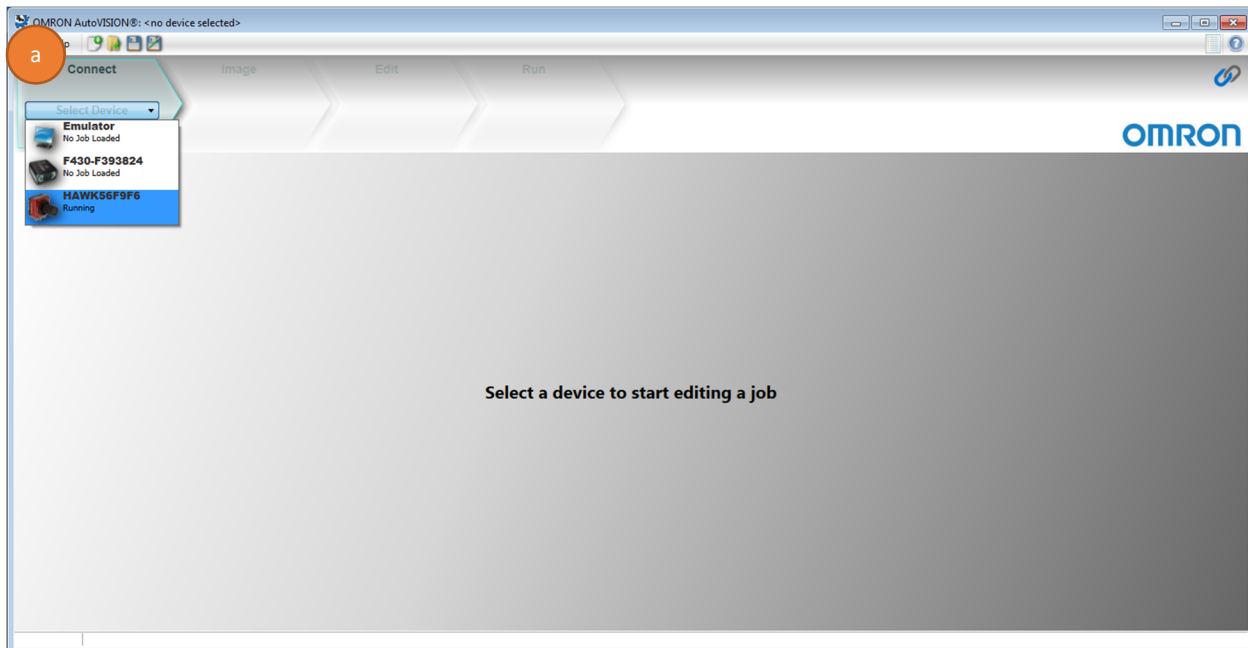 OMRON AutoVISION®: <no device selected>
a
Connect
Image
Edit
Run
Select Device
OMRON
Emulator
No Job Loaded
F430-F393824
No Job Loaded
HAWK56F9F6
Running
Select a device to start editing a job